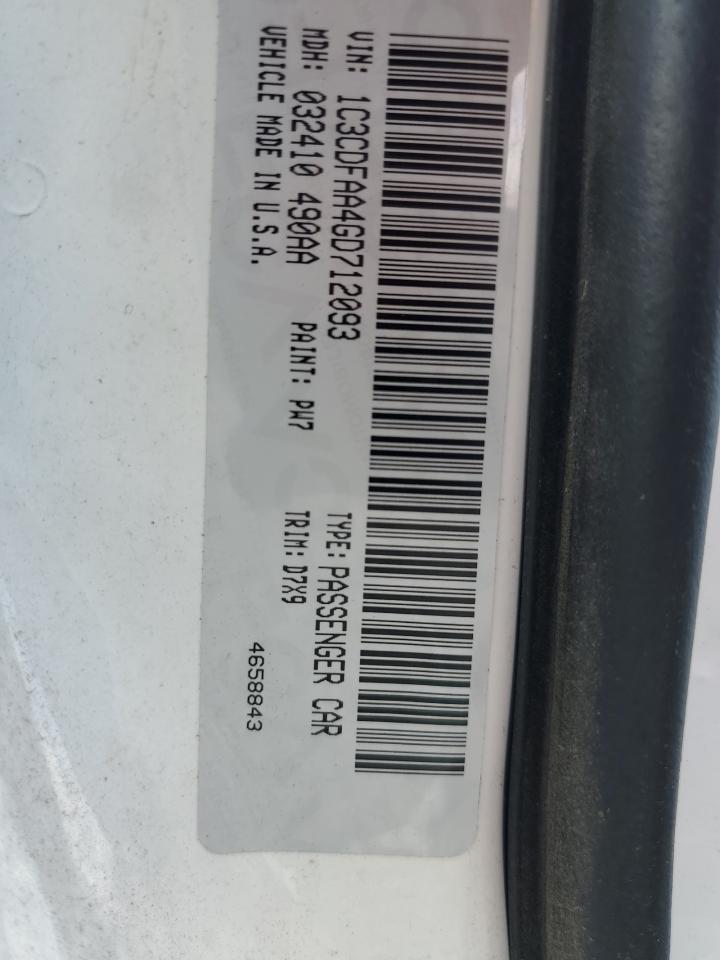 VIN: 1C3CDFAA4GD712093
TYPE: PASSENGER CAR
MDH: 032410 490AA PAINT: PW7 TRIM: D7X9
VEHICLE MADE IN U.S.A. 4658843